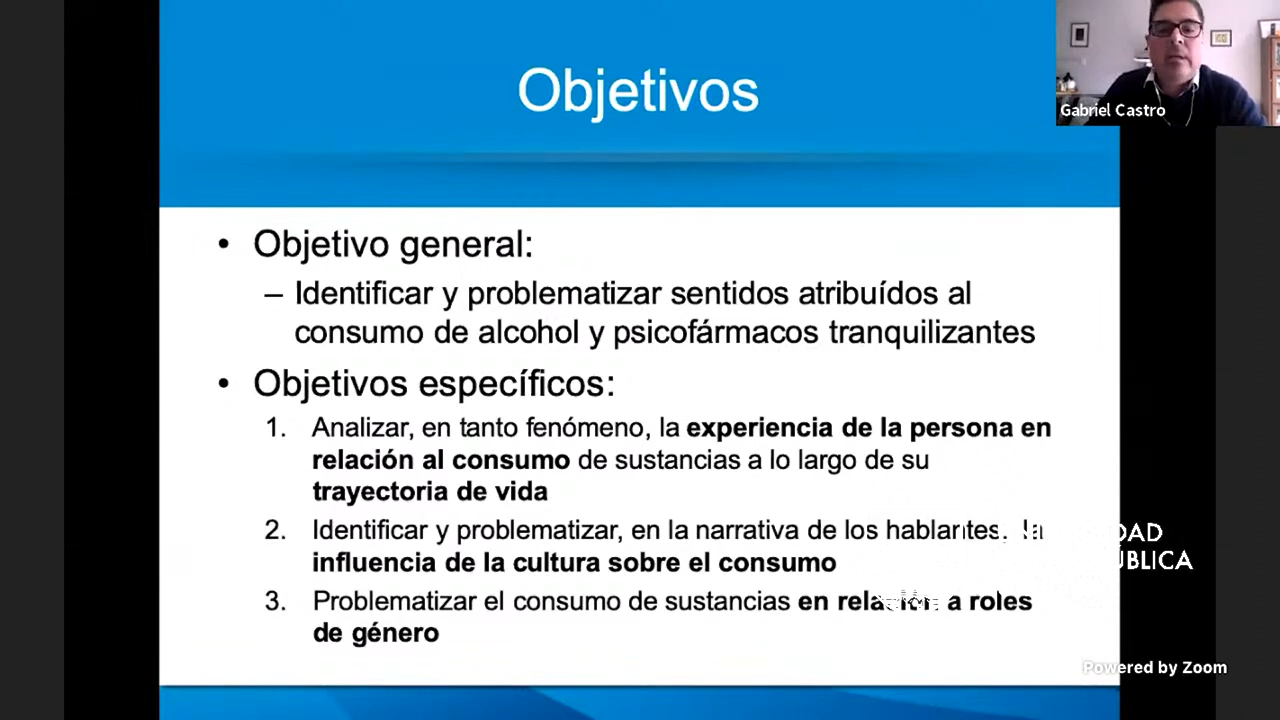 Objetivos
Gabriel Castro
• Objetivo general:
– Identificar y problematizar sentidos atribuídos al
consumo de alcohol y psicofármacos tranquilizantes
• Objetivos específicos:
1. Analizar, en tanto fenómeno, la experiencia de la persona en
relación al consumo de sustancias a lo largo de su
trayectoria de vida
2. Identificar y problematizar, en la narrativa de los hablantes, la
influencia de la cultura sobre el consumo
3. Problematizar el consumo de sustancias en relación a roles
de género
Powered by Zoom